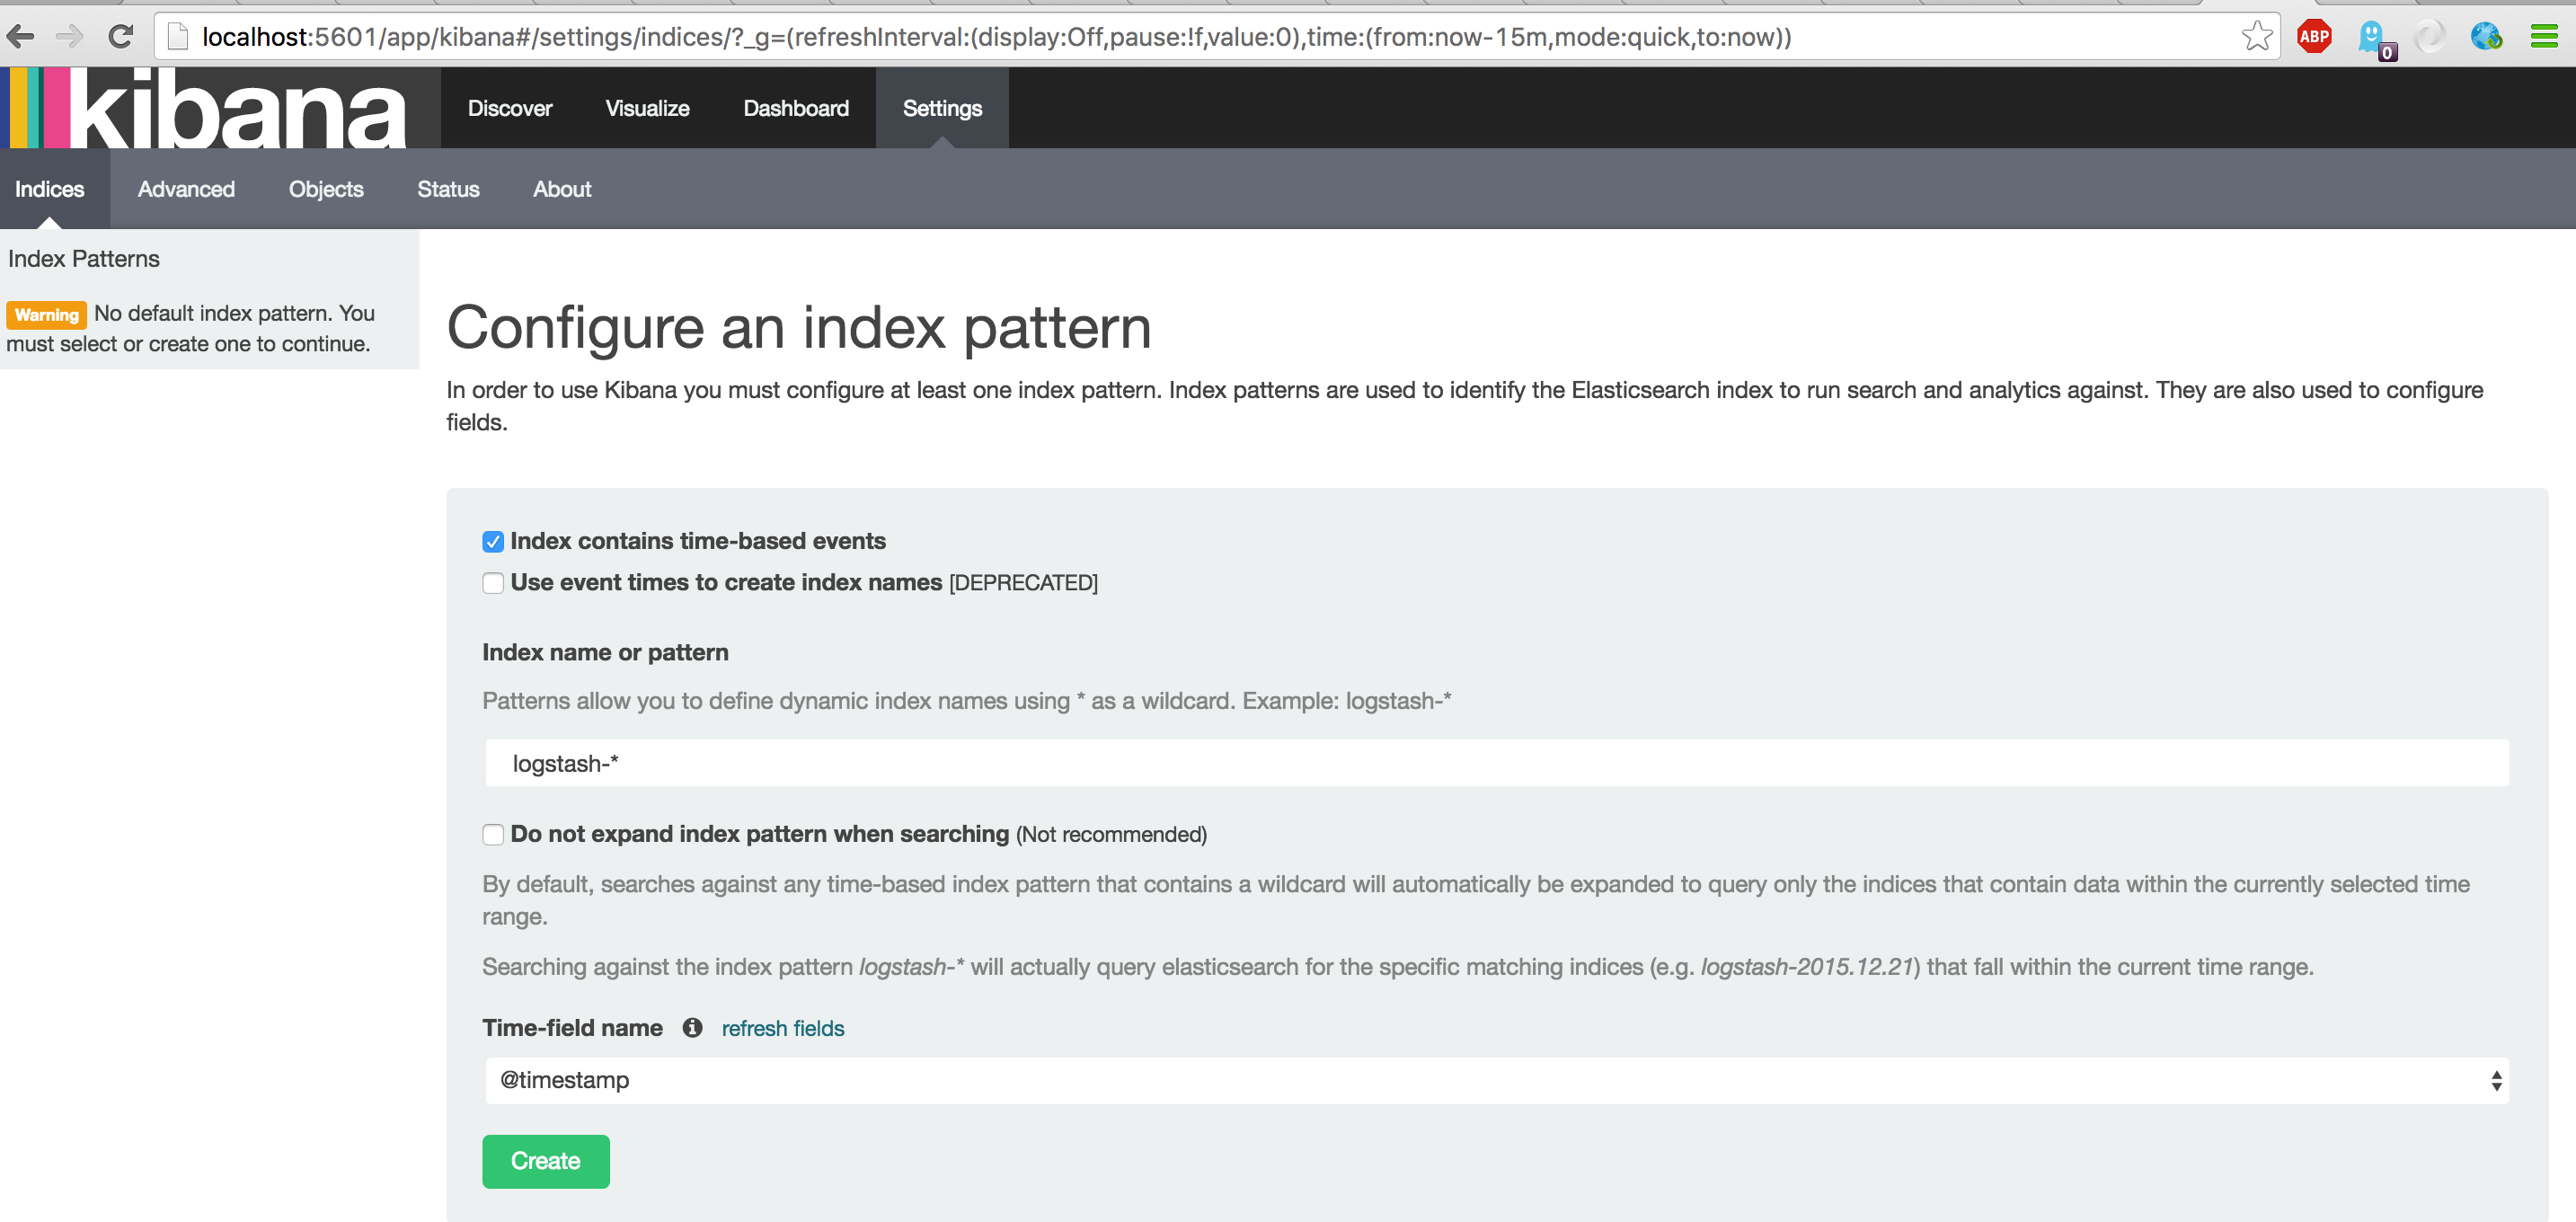 localhost:5601/app/kibana#/settings/indices/?_g=(refreshInterval:(display:Off,pause:!f,value:0),time:(from:now-15m,mode:quick,to:now))
ABP
0
kibana
Discover
Visualize
Dashboard
Settings
Indices
Advanced
Objects
Status
About
Index Patterns
Warning No default index pattern. You
must select or create one to continue.
Configure an index pattern
In order to use Kibana you must configure at least one index pattern. Index patterns are used to identify the Elasticsearch index to run search and analytics against. They are also used to configure
fields.
Index contains time-based events
Use event times to create index names [DEPRECATED]
Index name or pattern
Patterns allow you to define dynamic index names using * as a wildcard. Example: logstash-*
logstash-*
Do not expand index pattern when searching (Not recommended)
By default, searches against any time-based index pattern that contains a wildcard will automatically be expanded to query only the indices that contain data within the currently selected time
range.
Searching against the index pattern logstash-* will actually query elasticsearch for the specific matching indices (e.g. logstash-2015.12.21) that fall within the current time range.
Time-field name refresh fields
@timestamp
Create